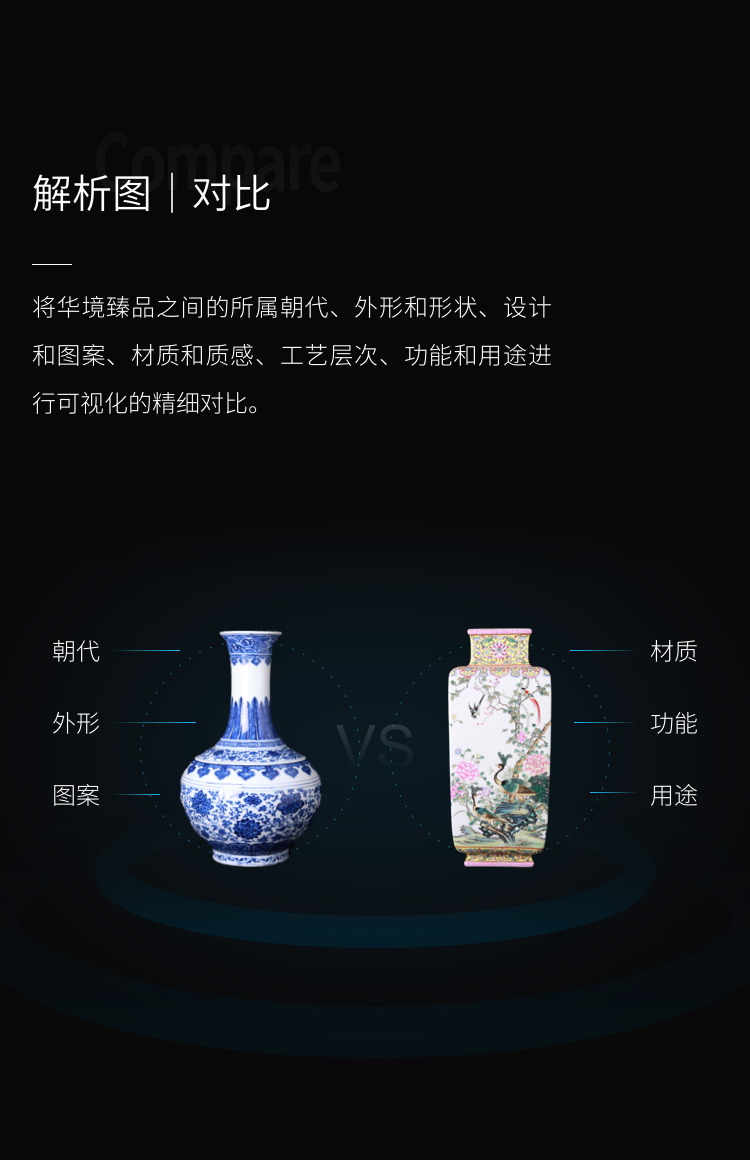 Compare
解析图｜对比
将华境臻品之间的所属朝代、外形和形状、设计
和图案、材质和质感、工艺层次、功能和用途进
行可视化的精细对比。
朝代
材质
外形
VS
功能
图案
用途